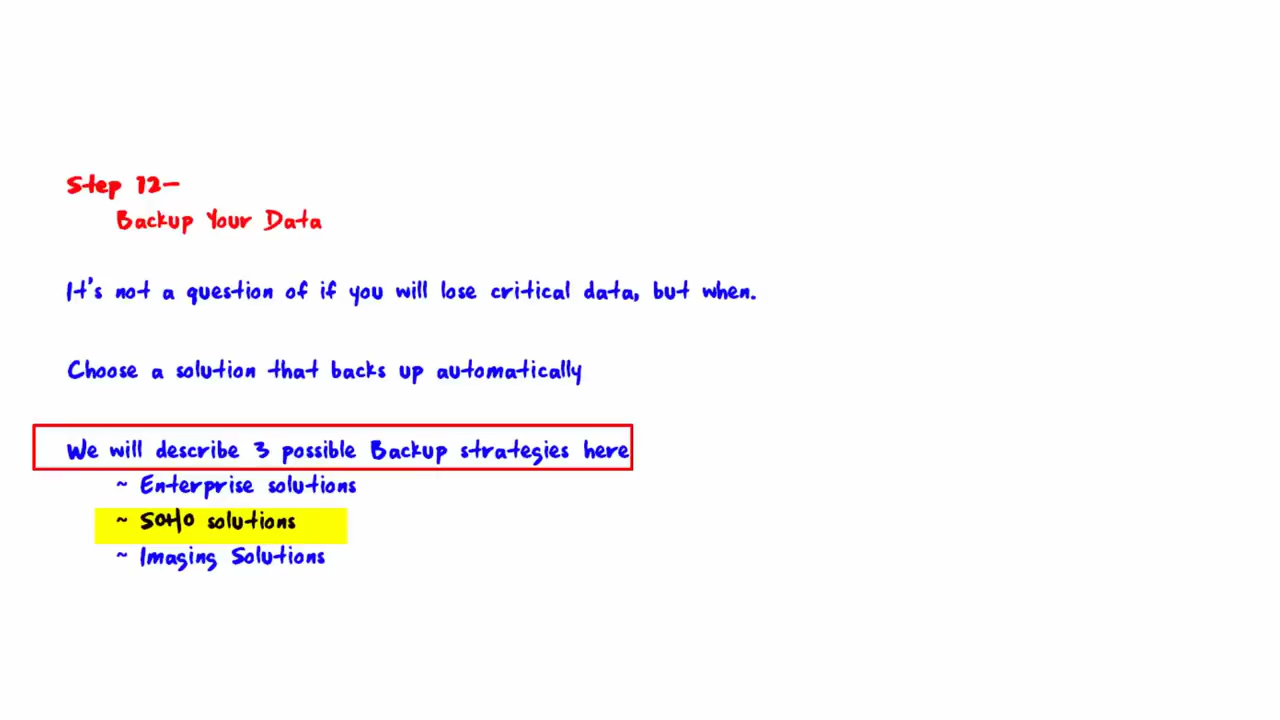 Step 12-
Backup Your Data
It's not a question of if you will lose critical data, but when.
Choose a solution that backs up automatically
We will describe 3 possible Backup strategies here
~ Enterprise solutions
~ SOHO solutions
~ Imaging Solutions